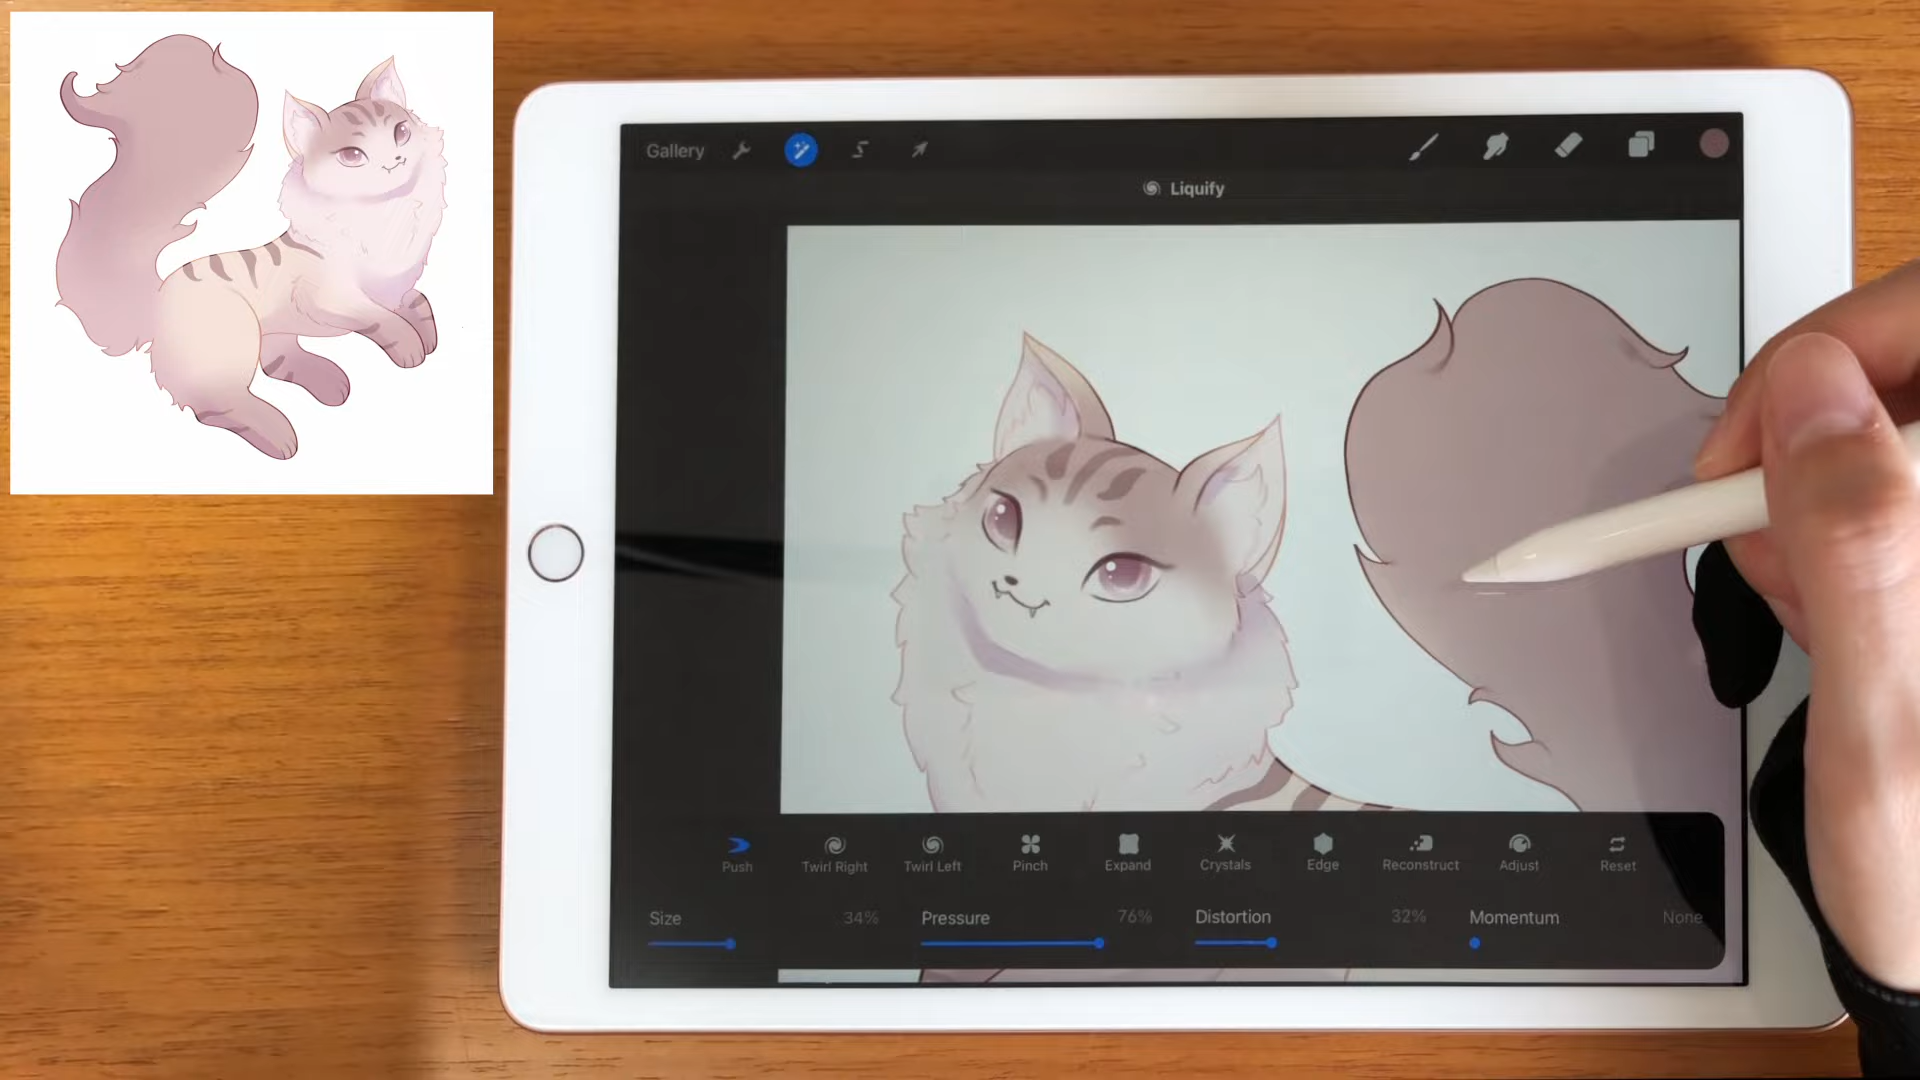 Gallery
Liquify
Push Twirl Right Twirl Left Pinch Expand Crystals Edge Reconstruct Adjust Reset
Size 34% Pressure 76% Distortion 32% Momentum None